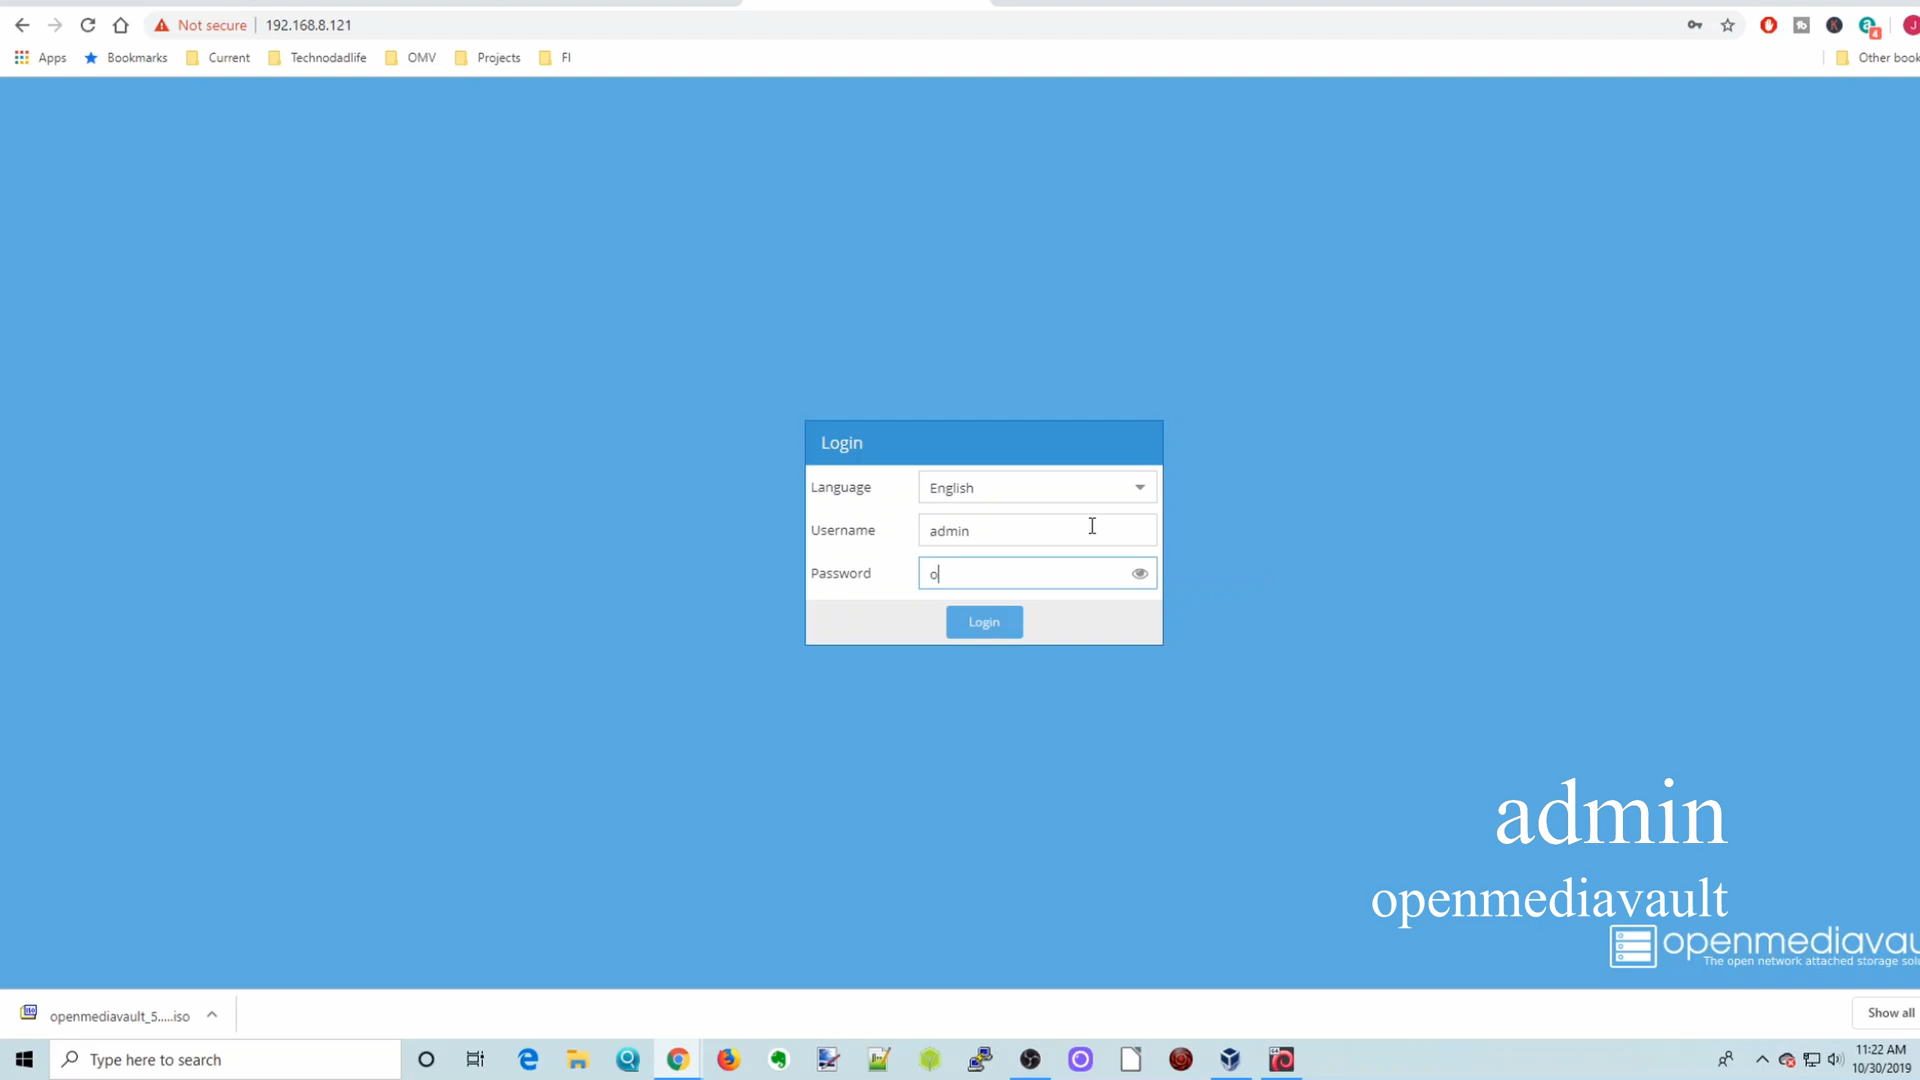 Not secure 192.168.8.121
Apps Bookmarks Current Technodadlife OMV Projects FI Other book
Login
Language English
Username admin
Password o
Login
admin
openmediavault
openmediavau
The open network attached storage solu
openmediavault_5.....iso Show all
Type here to search
11:22 AM
10/30/2019